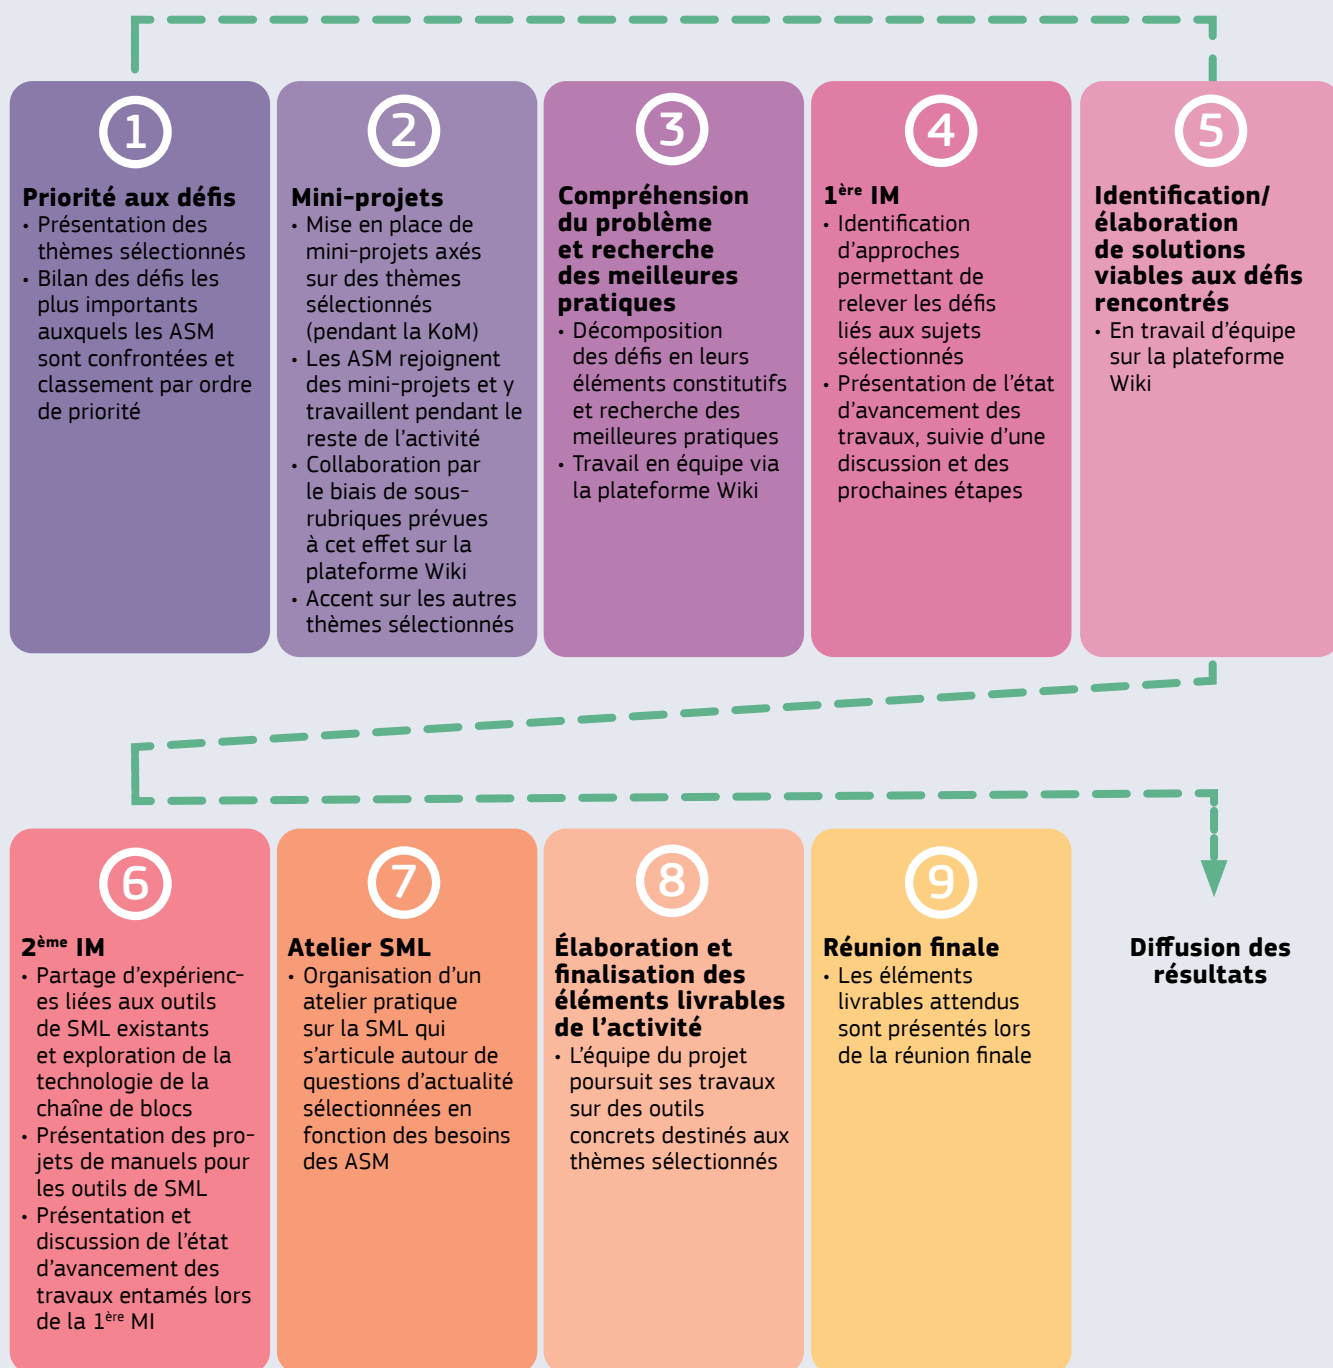 1
Priorité aux défis
• Présentation des
thèmes sélectionnés
• Bilan des défis les
plus importants
auxquels les ASM
sont confrontées et
classement par ordre
de priorité
2
Mini-projets
• Mise en place de
mini-projets axés
sur des thèmes
sélectionnés
(pendant la KoM)
• Les ASM rejoignent
des mini-projets et y
travaillent pendant le
reste de l'activité
• Collaboration par
le biais de sous-
rubriques prévues
à cet effet sur la
plateforme Wiki
• Accent sur les autres
thèmes sélectionnés
3
Compréhension
du problème
et recherche
des meilleures
pratiques
• Décomposition
des défis en leurs
éléments constitutifs
et recherche des
meilleures pratiques
• Travail en équipe via
la plateforme Wiki
4
1ère IM
• Identification
d'approches
permettant de
relever les défis
liés aux sujets
sélectionnés
• Présentation de l'état
d'avancement des
travaux, suivie d'une
discussion et des
prochaines étapes
5
Identification/
élaboration
de solutions
viables aux défis
rencontrés
• En travail d'équipe
sur la plateforme
Wiki
6
2ème IM
• Partage d'expérienc-
es liées aux outils
de SML existants
et exploration de la
technologie de la
chaîne de blocs
• Présentation des pro-
jets de manuels pour
les outils de SML
• Présentation et
discussion de l'état
d'avancement des
travaux entamés lors
de la 1ère MI
7
Atelier SML
• Organisation d'un
atelier pratique
sur la SML qui
s'articule autour de
questions d'actualité
sélectionnées en
fonction des besoins
des ASM
8
Élaboration et
finalisation des
éléments livrables
de l'activité
• L'équipe du projet
poursuit ses travaux
sur des outils
concrets destinés aux
thèmes sélectionnés
9
Réunion finale
• Les éléments
livrables attendus
sont présentés lors
de la réunion finale
Diffusion des
résultats